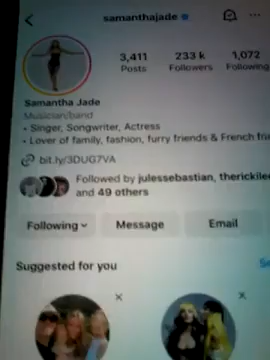 samanthajade
3,411 233 k 1,072
Posts Followers Following
Samantha Jade
Musician/band
• Singer, Songwriter, Actress
• Lover of family, fashion, furry friends & French
bit.ly/3DUG7VA
Followed by julessebastian,
and 49 others
Following Message Email
Suggested for you